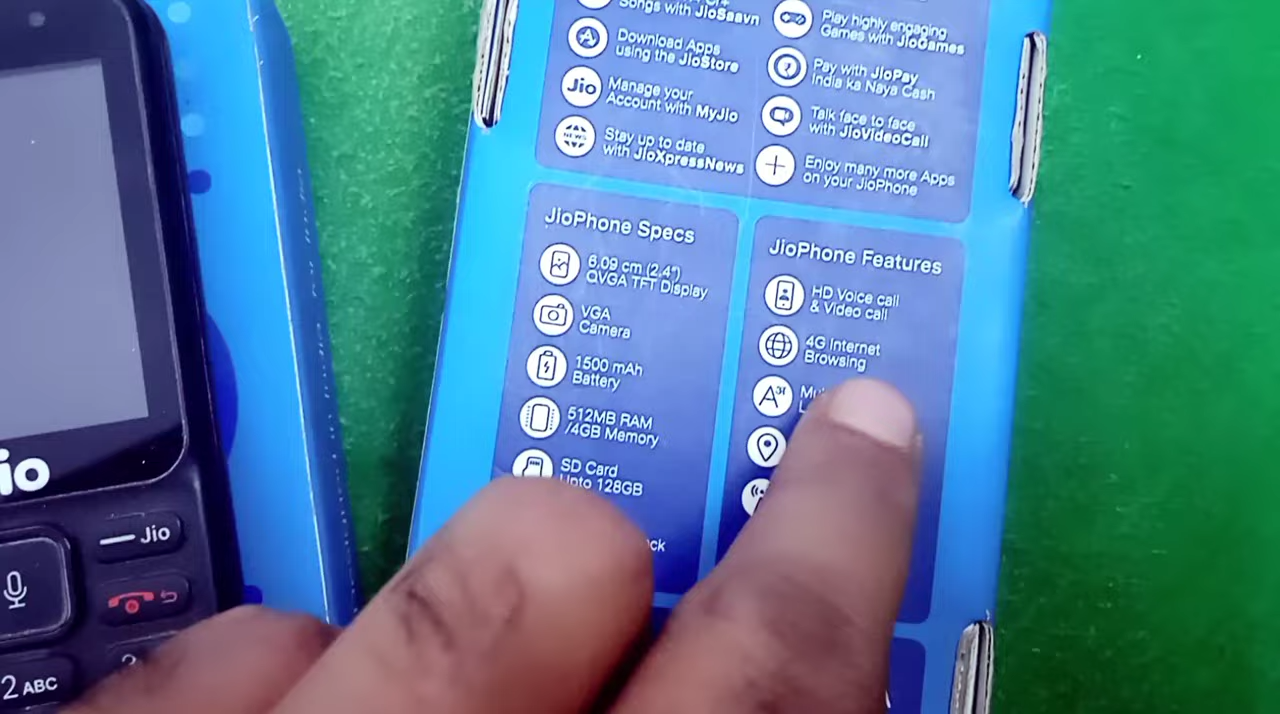 Songs with JioSaavn
Download Apps
using the JioStore
Jio
Manage your
Account with MyJio
NEWS
Stay up to date
with JioXpressNews
Play highly engaging
Games with JioGames
Pay with JioPay
India ka Naya Cash
Talk face to face
with JioVideoCall
Enjoy many more Apps
on your JioPhone
JioPhone Specs
6.09 cm (2.4")
QVGA TFT Display
VGA
Camera
1500 mAh
Battery
512MB RAM
/4GB Memory
SD Card
Upto 128GB
JioPhone Features
HD Voice call
& Video call
4G Internet
Browsing
Jio
2 ABC